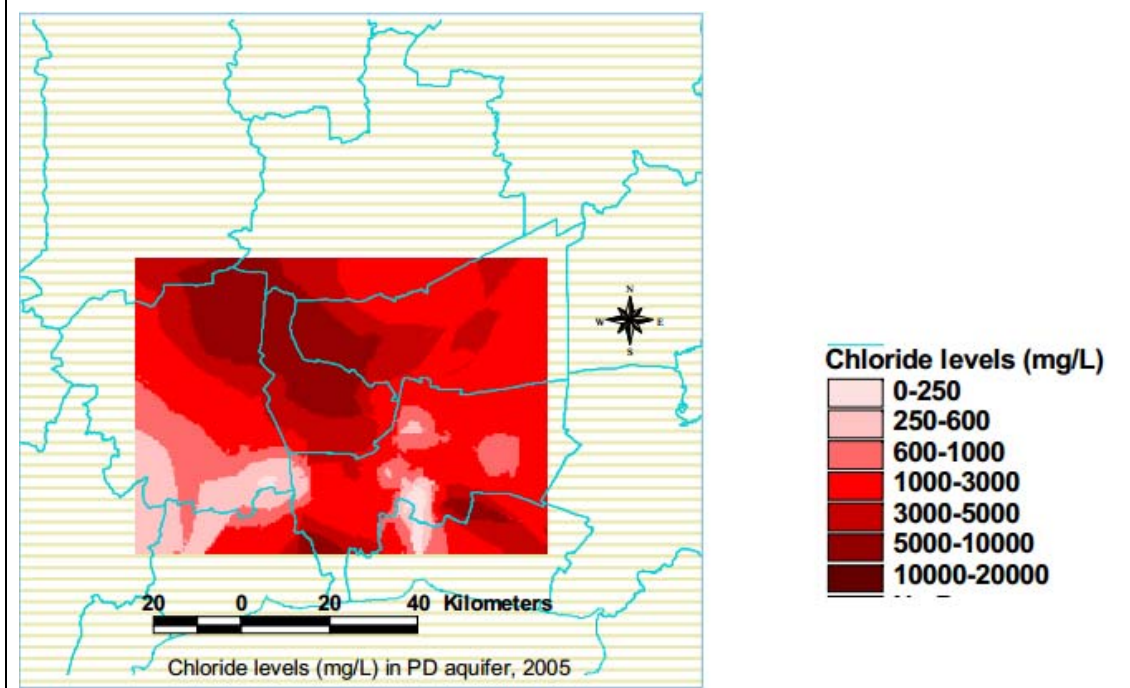 N
W E
S
20 0 20 40 Kilometers
Chloride levels (mg/L) in PD aquifer, 2005
Chloride levels (mg/L)
0-250
250-600
600-1000
1000-3000
3000-5000
5000-10000
10000-20000